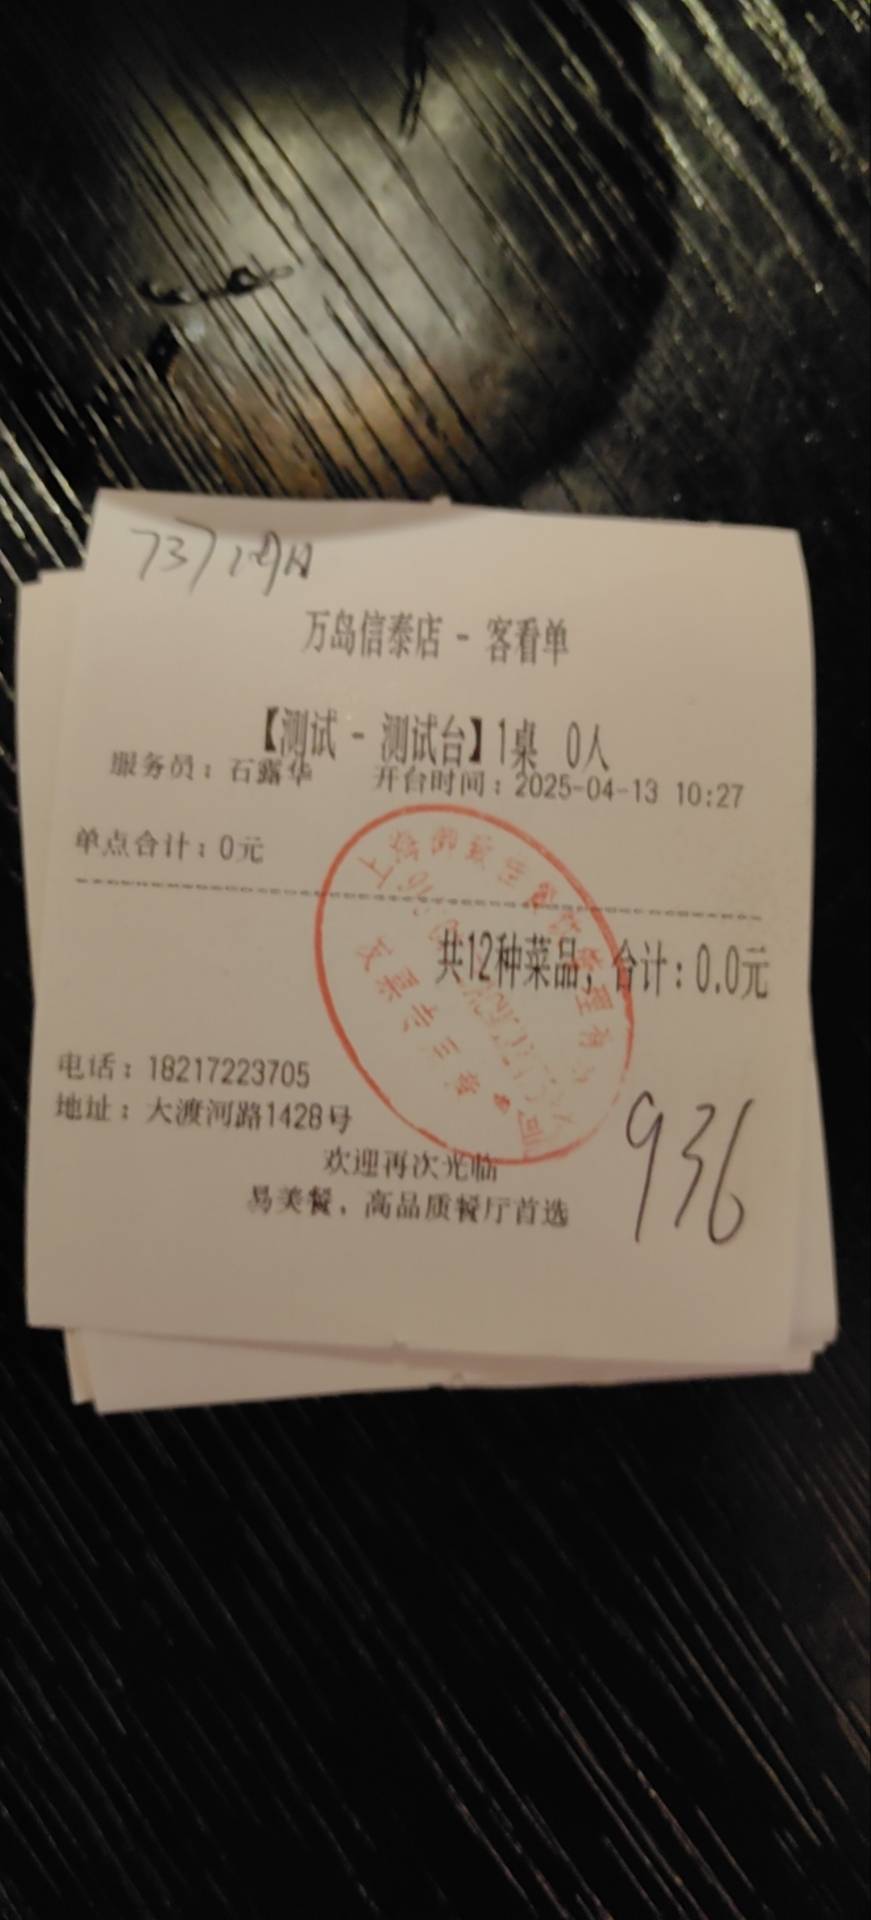 737
万岛信泰店 - 客看单
【测试 - 测试台】1桌 0人
服务员：石露华 开台时间：2025-04-13 10:27
单点合计：0元
共12种菜品，合计：0.0元
电话：18217223705
地址：大渡河路1428号
936
欢迎再次光临
易美餐，高品质餐厅首选